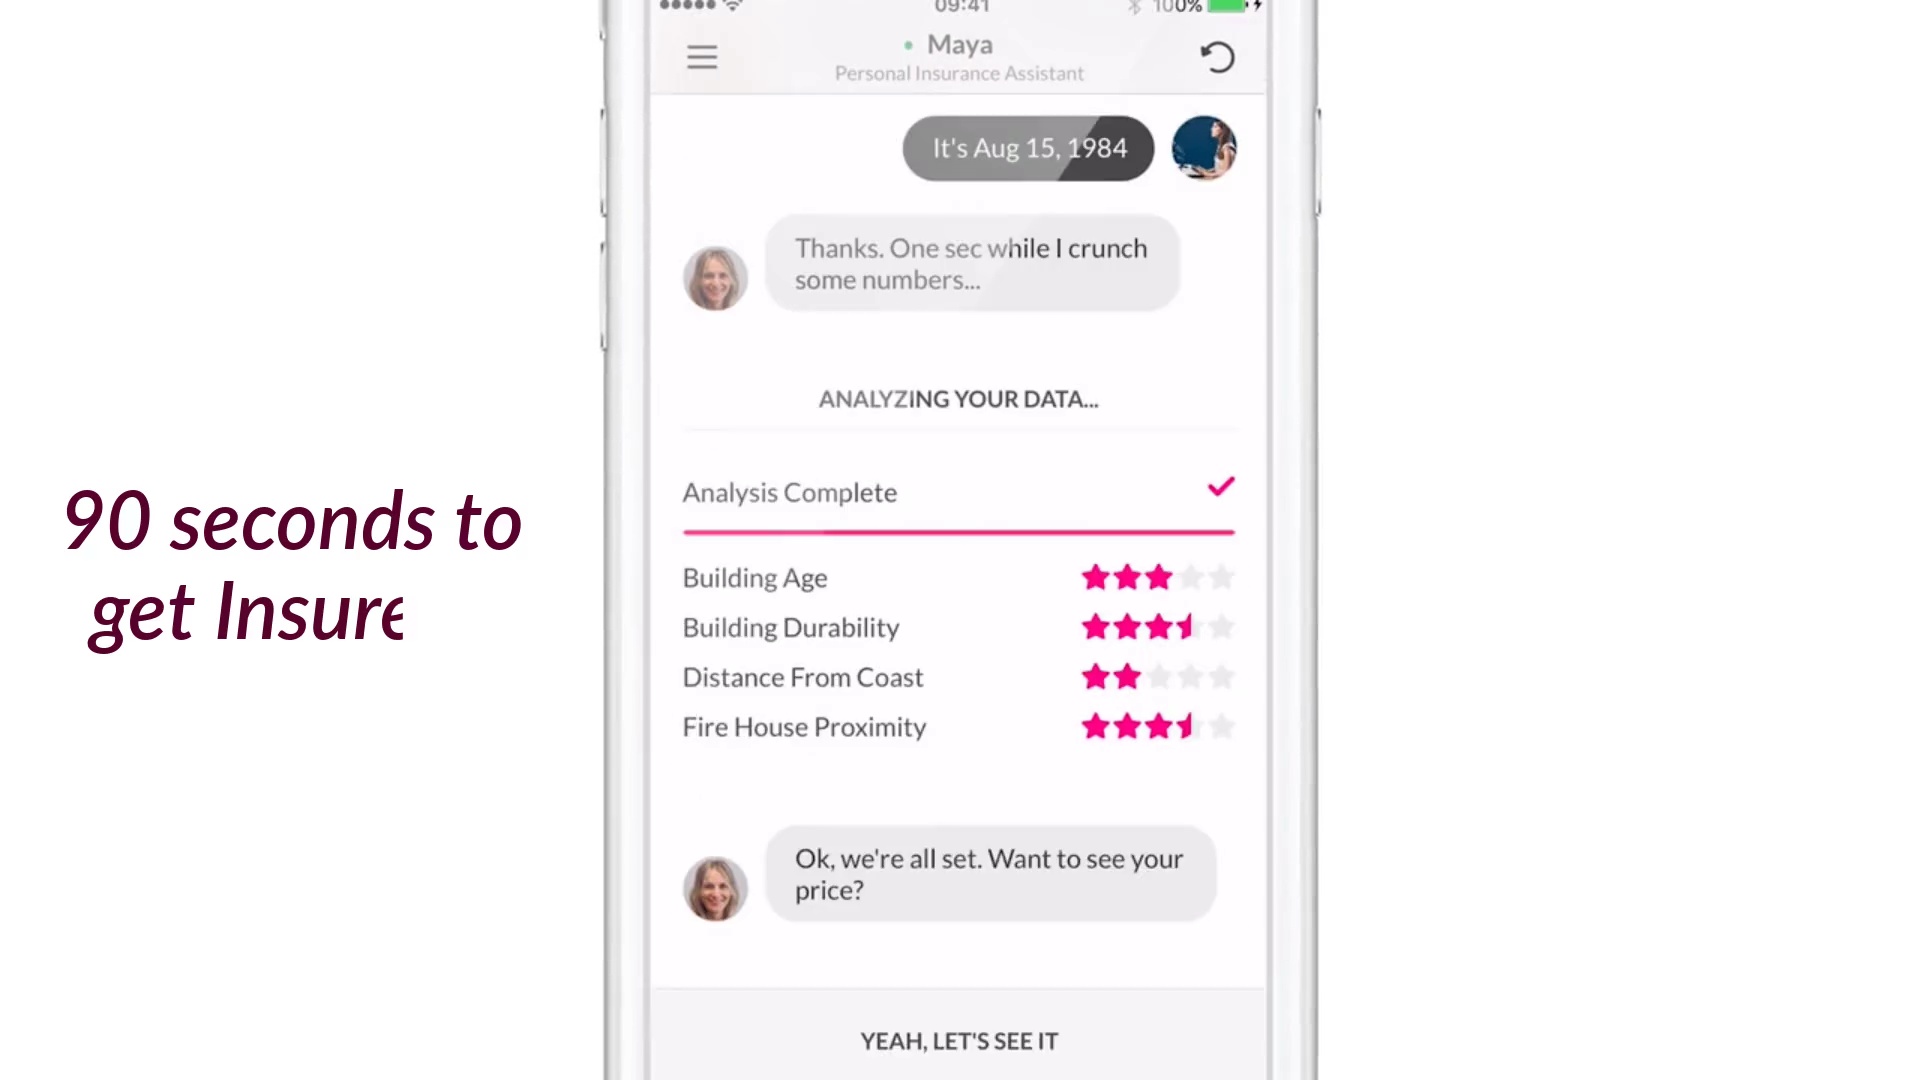 09:41
100%
Maya
Personal Insurance Assistant
It's Aug 15, 1984
Thanks. One sec while I crunch
some numbers...
ANALYZING YOUR DATA...
Analysis Complete
Building Age
Building Durability
Distance From Coast
Fire House Proximity
Ok, we're all set. Want to see your
price?
YEAH, LET'S SEE IT
90 seconds to
get Insure